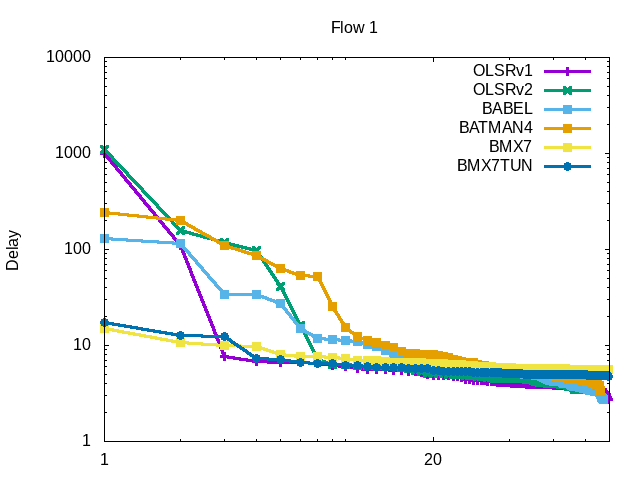 Flow 1
10000
1000
100
10
1
Delay
OLSRv1
OLSRv2
BABEL
BATMAN4
BMX7
BMX7TUN
1
20